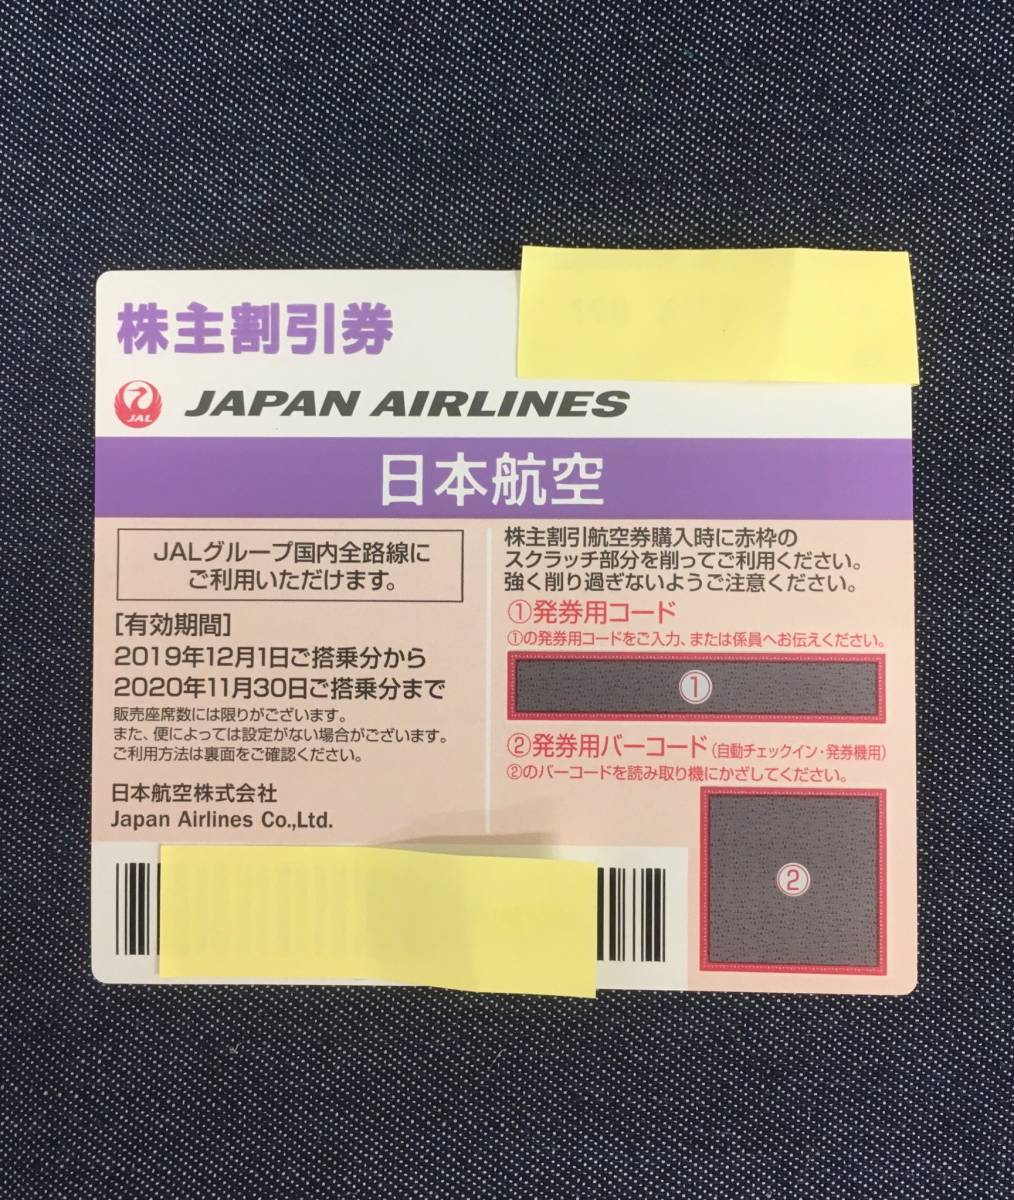 株主割引券
JAL
JAPAN AIRLINES
日本航空
JALグループ国内全路線に
ご利用いただけます。
[有効期間]
2019年12月1日ご搭乗分から
2020年11月30日ご搭乗分まで
販売座席数には限りがございます。
また、便によっては設定がない場合がございます。
ご利用方法は裏面をご確認ください。
日本航空株式会社
Japan Airlines Co.,Ltd.
株主割引航空券購入時に赤枠の
スクラッチ部分を削ってご利用ください。
強く削り過ぎないようご注意ください。
①発券用コード
①の発券用コードをご入力、または係員へお伝えください。
①
②発券用バーコード(自動チェックイン・発券機用)
②のバーコードを読み取り機にかざしてください。
②